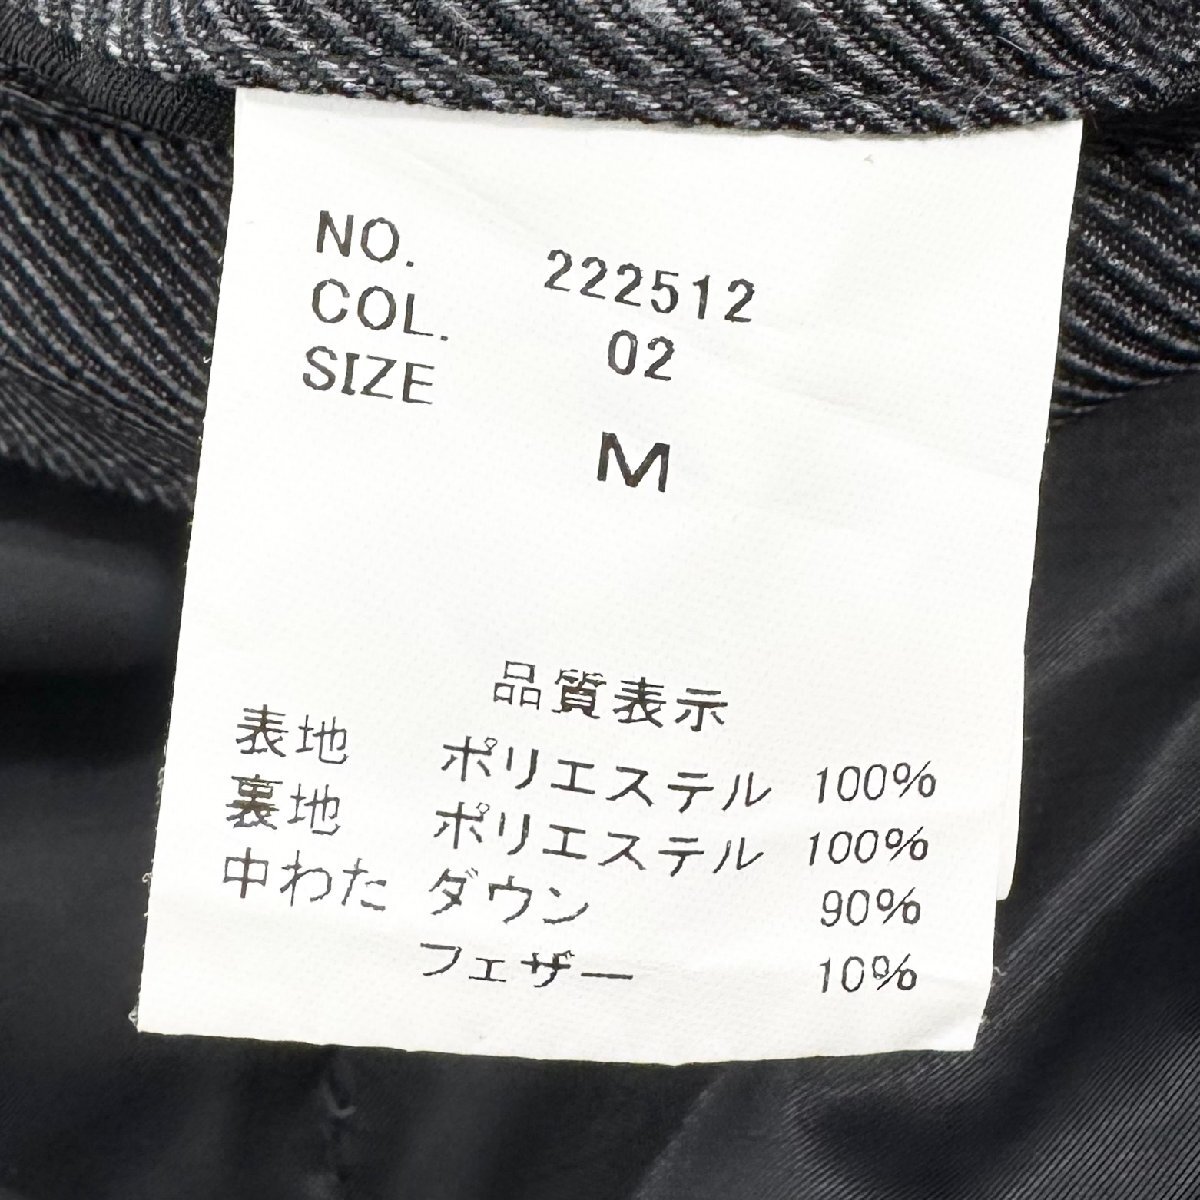 NO. 222512
COL. 02
SIZE
M
品質表示
表地 ポリエステル 100%
裏地 ポリエステル 100%
中わた ダウン 90%
フェザー 10%